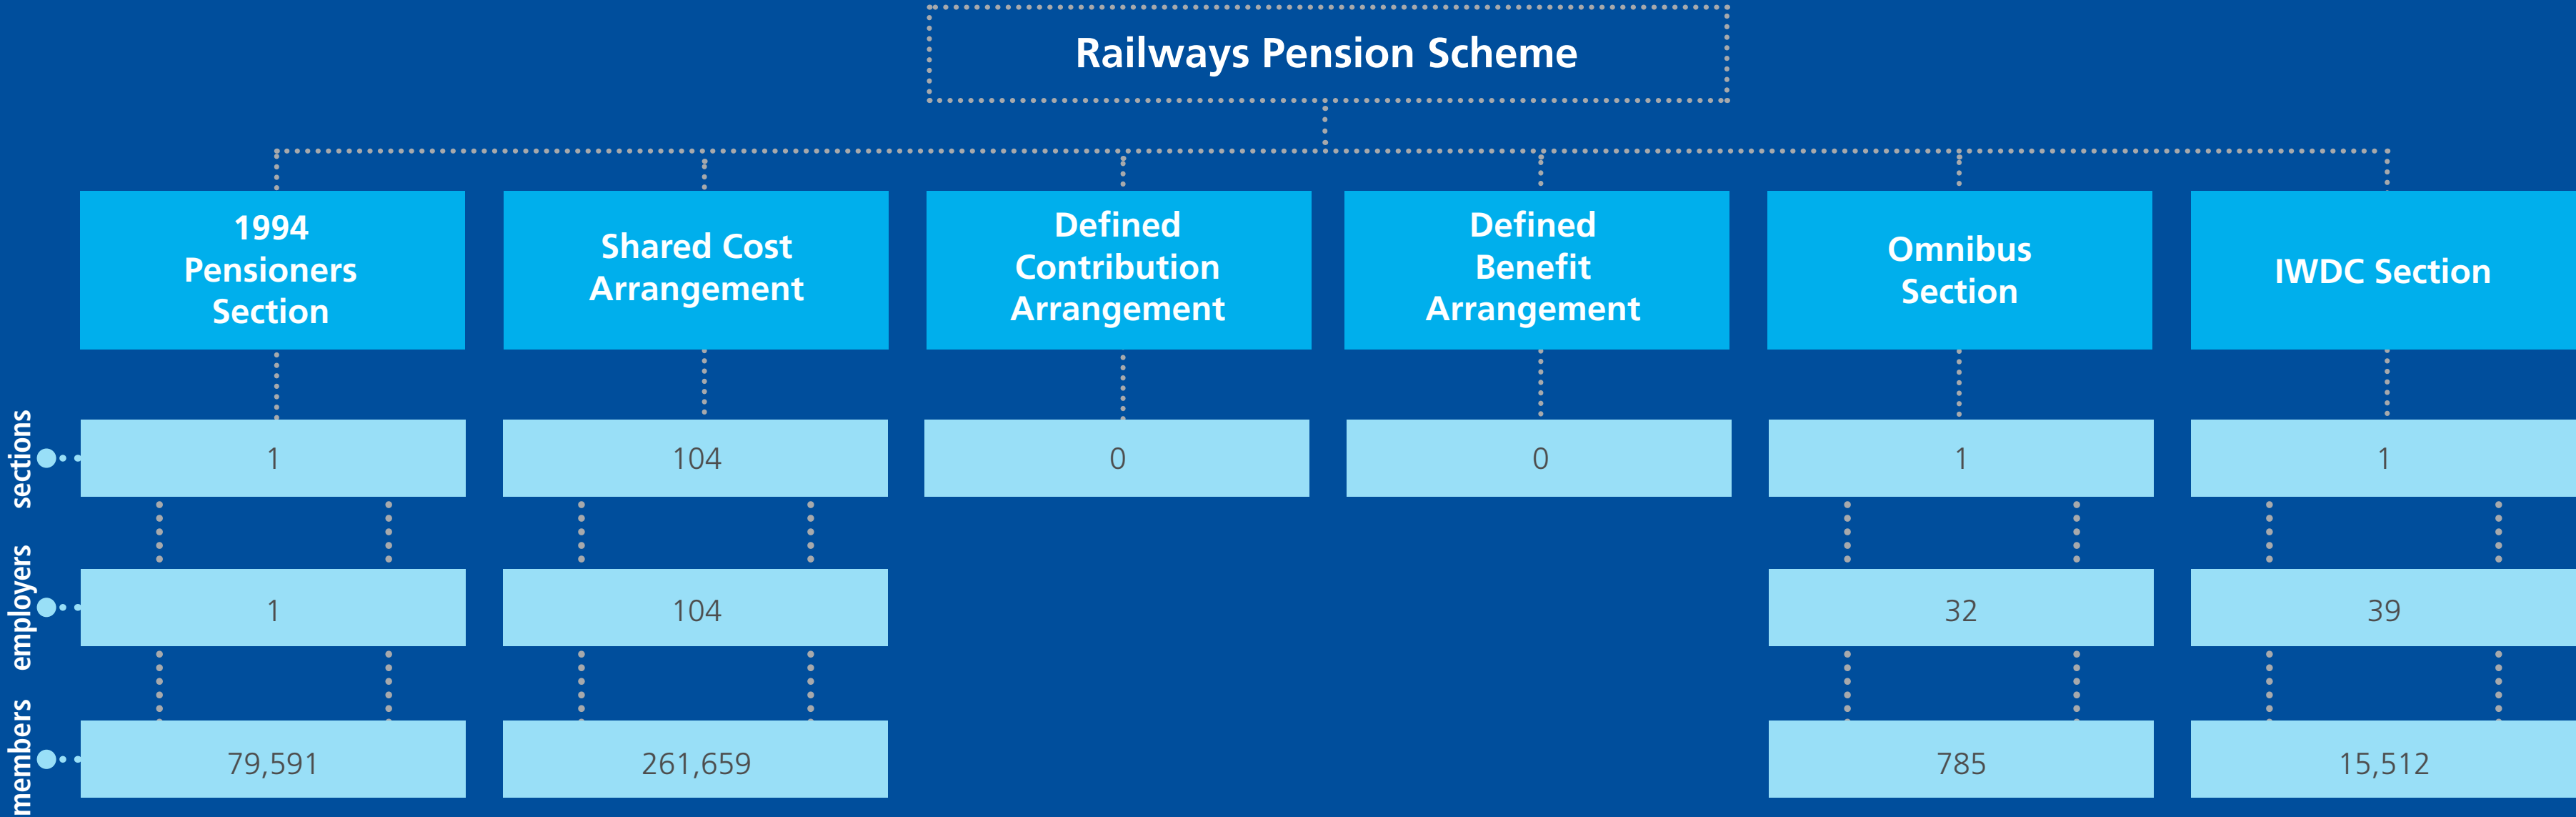 Railways Pension Scheme
1994
Pensioners
Section
Shared Cost
Arrangement
Defined
Contribution
Arrangement
Defined
Benefit
Arrangement
Omnibus
Section
IWDC Section
sections
1
104
0
0
1
1
employers
1
104
32
39
members
79,591
261,659
785
15,512